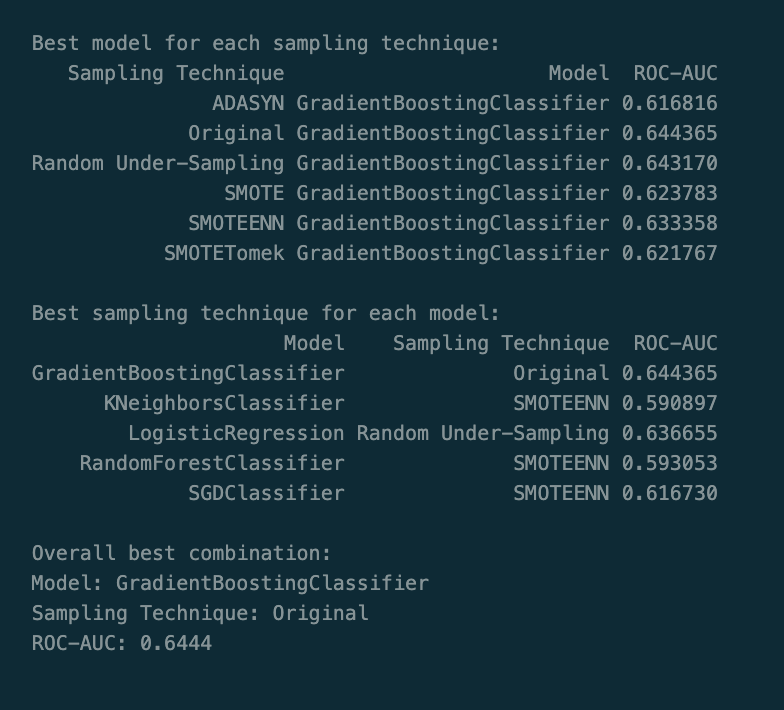 Best model for each sampling technique:
Sampling Technique Model ROC-AUC
ADASYN GradientBoostingClassifier 0.616816
Original GradientBoostingClassifier 0.644365
Random Under-Sampling GradientBoostingClassifier 0.643170
SMOTE GradientBoostingClassifier 0.623783
SMOTEENN GradientBoostingClassifier 0.633358
SMOTETomek GradientBoostingClassifier 0.621767
Best sampling technique for each model:
Model Sampling Technique ROC-AUC
GradientBoostingClassifier Original 0.644365
KNeighborsClassifier SMOTEENN 0.590897
LogisticRegression Random Under-Sampling 0.636655
RandomForestClassifier SMOTEENN 0.593053
SGDClassifier SMOTEENN 0.616730
Overall best combination:
Model: GradientBoostingClassifier
Sampling Technique: Original
ROC-AUC: 0.6444